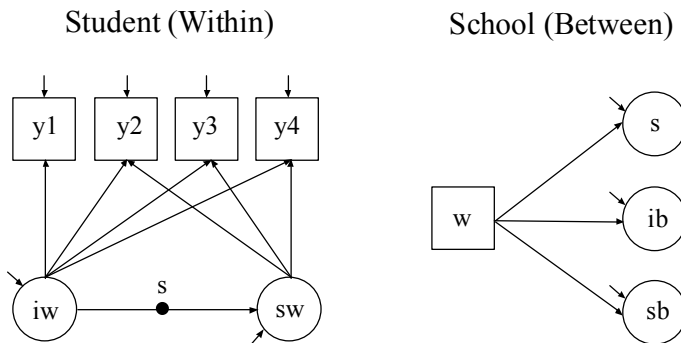 Student (Within)
School (Between)
y1 y2 y3 y4
s
iw
sw
s
w
ib
sb